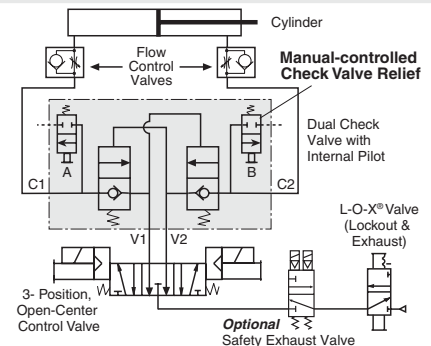 Cylinder
Flow
Control
Valves
Manual-controlled
Check Valve Relief
Dual Check
Valve with
Internal Pilot
A
B
C1
C2
V1
V2
L-O-X® Valve
(Lockout &
Exhaust)
3- Position,
Open-Center
Control Valve
Optional
Safety Exhaust Valve